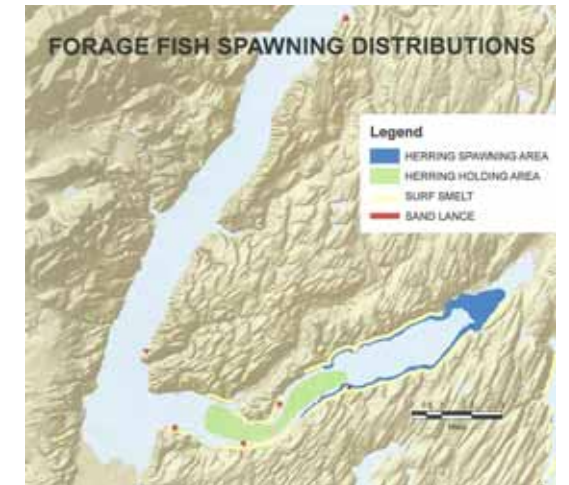 FORAGE FISH SPAWNING DISTRIBUTIONS
Legend
HERRING SPAWNING AREA
HERRING HOLDING AREA
SURF SMELT
SAND LANCE
Miles